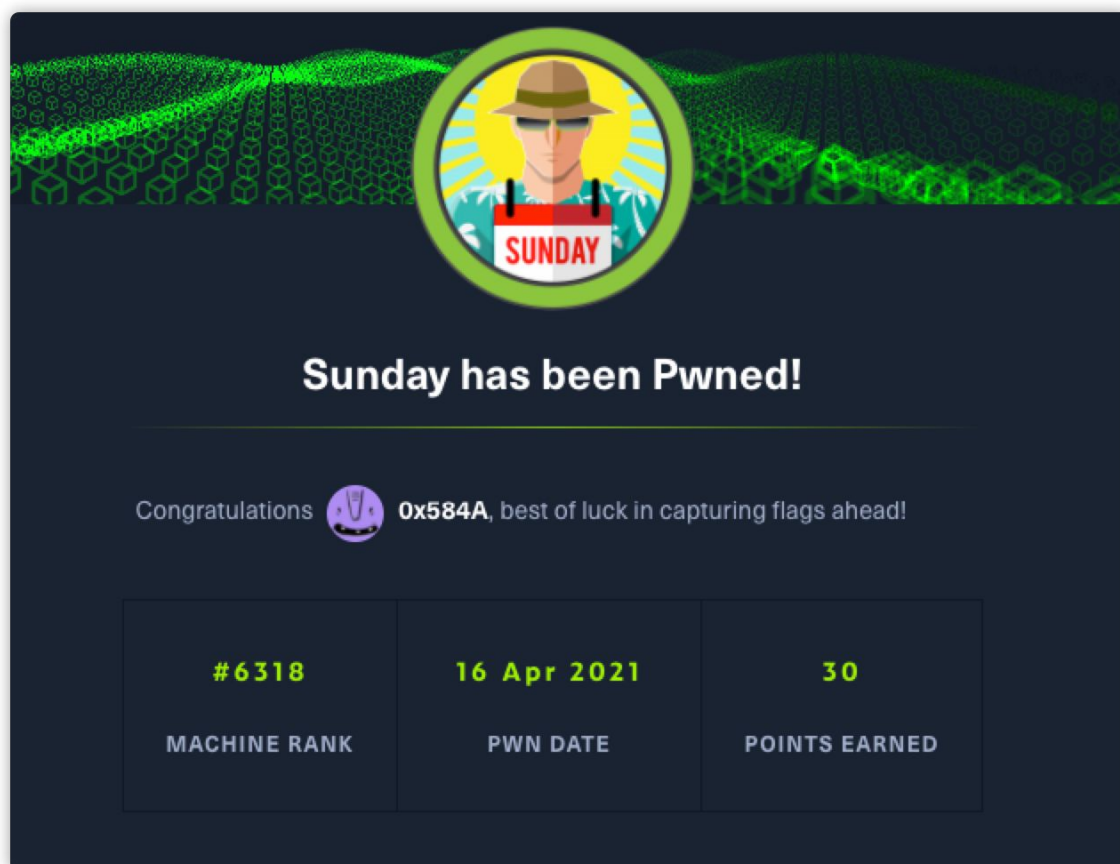 SUNDAY
Sunday has been Pwned!
Congratulations 0x584A, best of luck in capturing flags ahead!
#6318 16 Apr 2021 30
MACHINE RANK PWN DATE POINTS EARNED